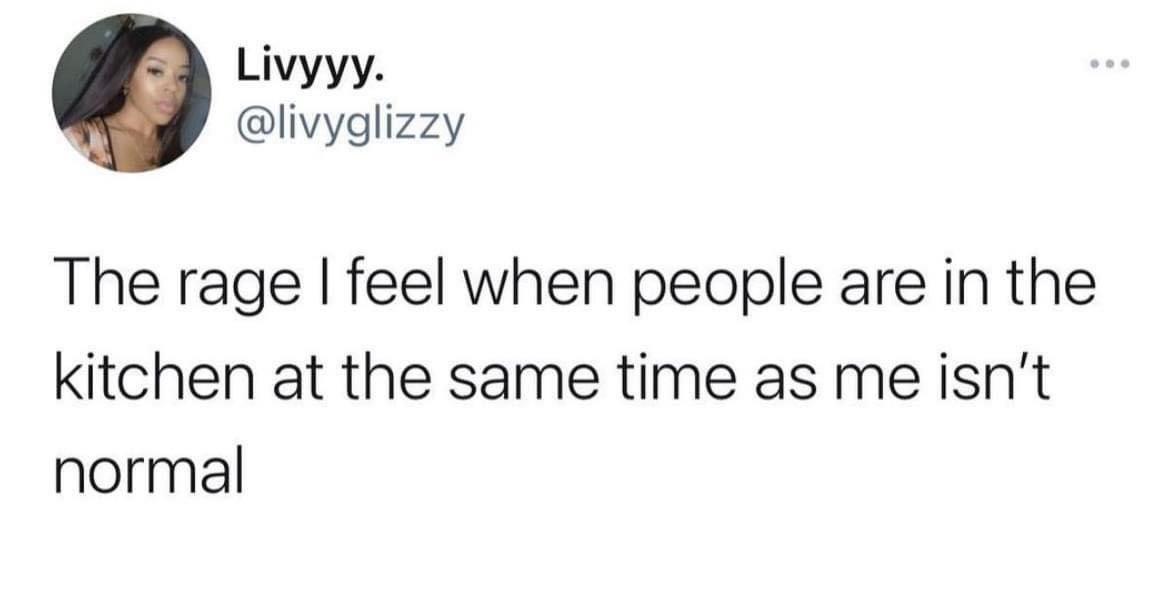 Livyyy.
@livyglizzy
The rage I feel when people are in the
kitchen at the same time as me isn’t
normal